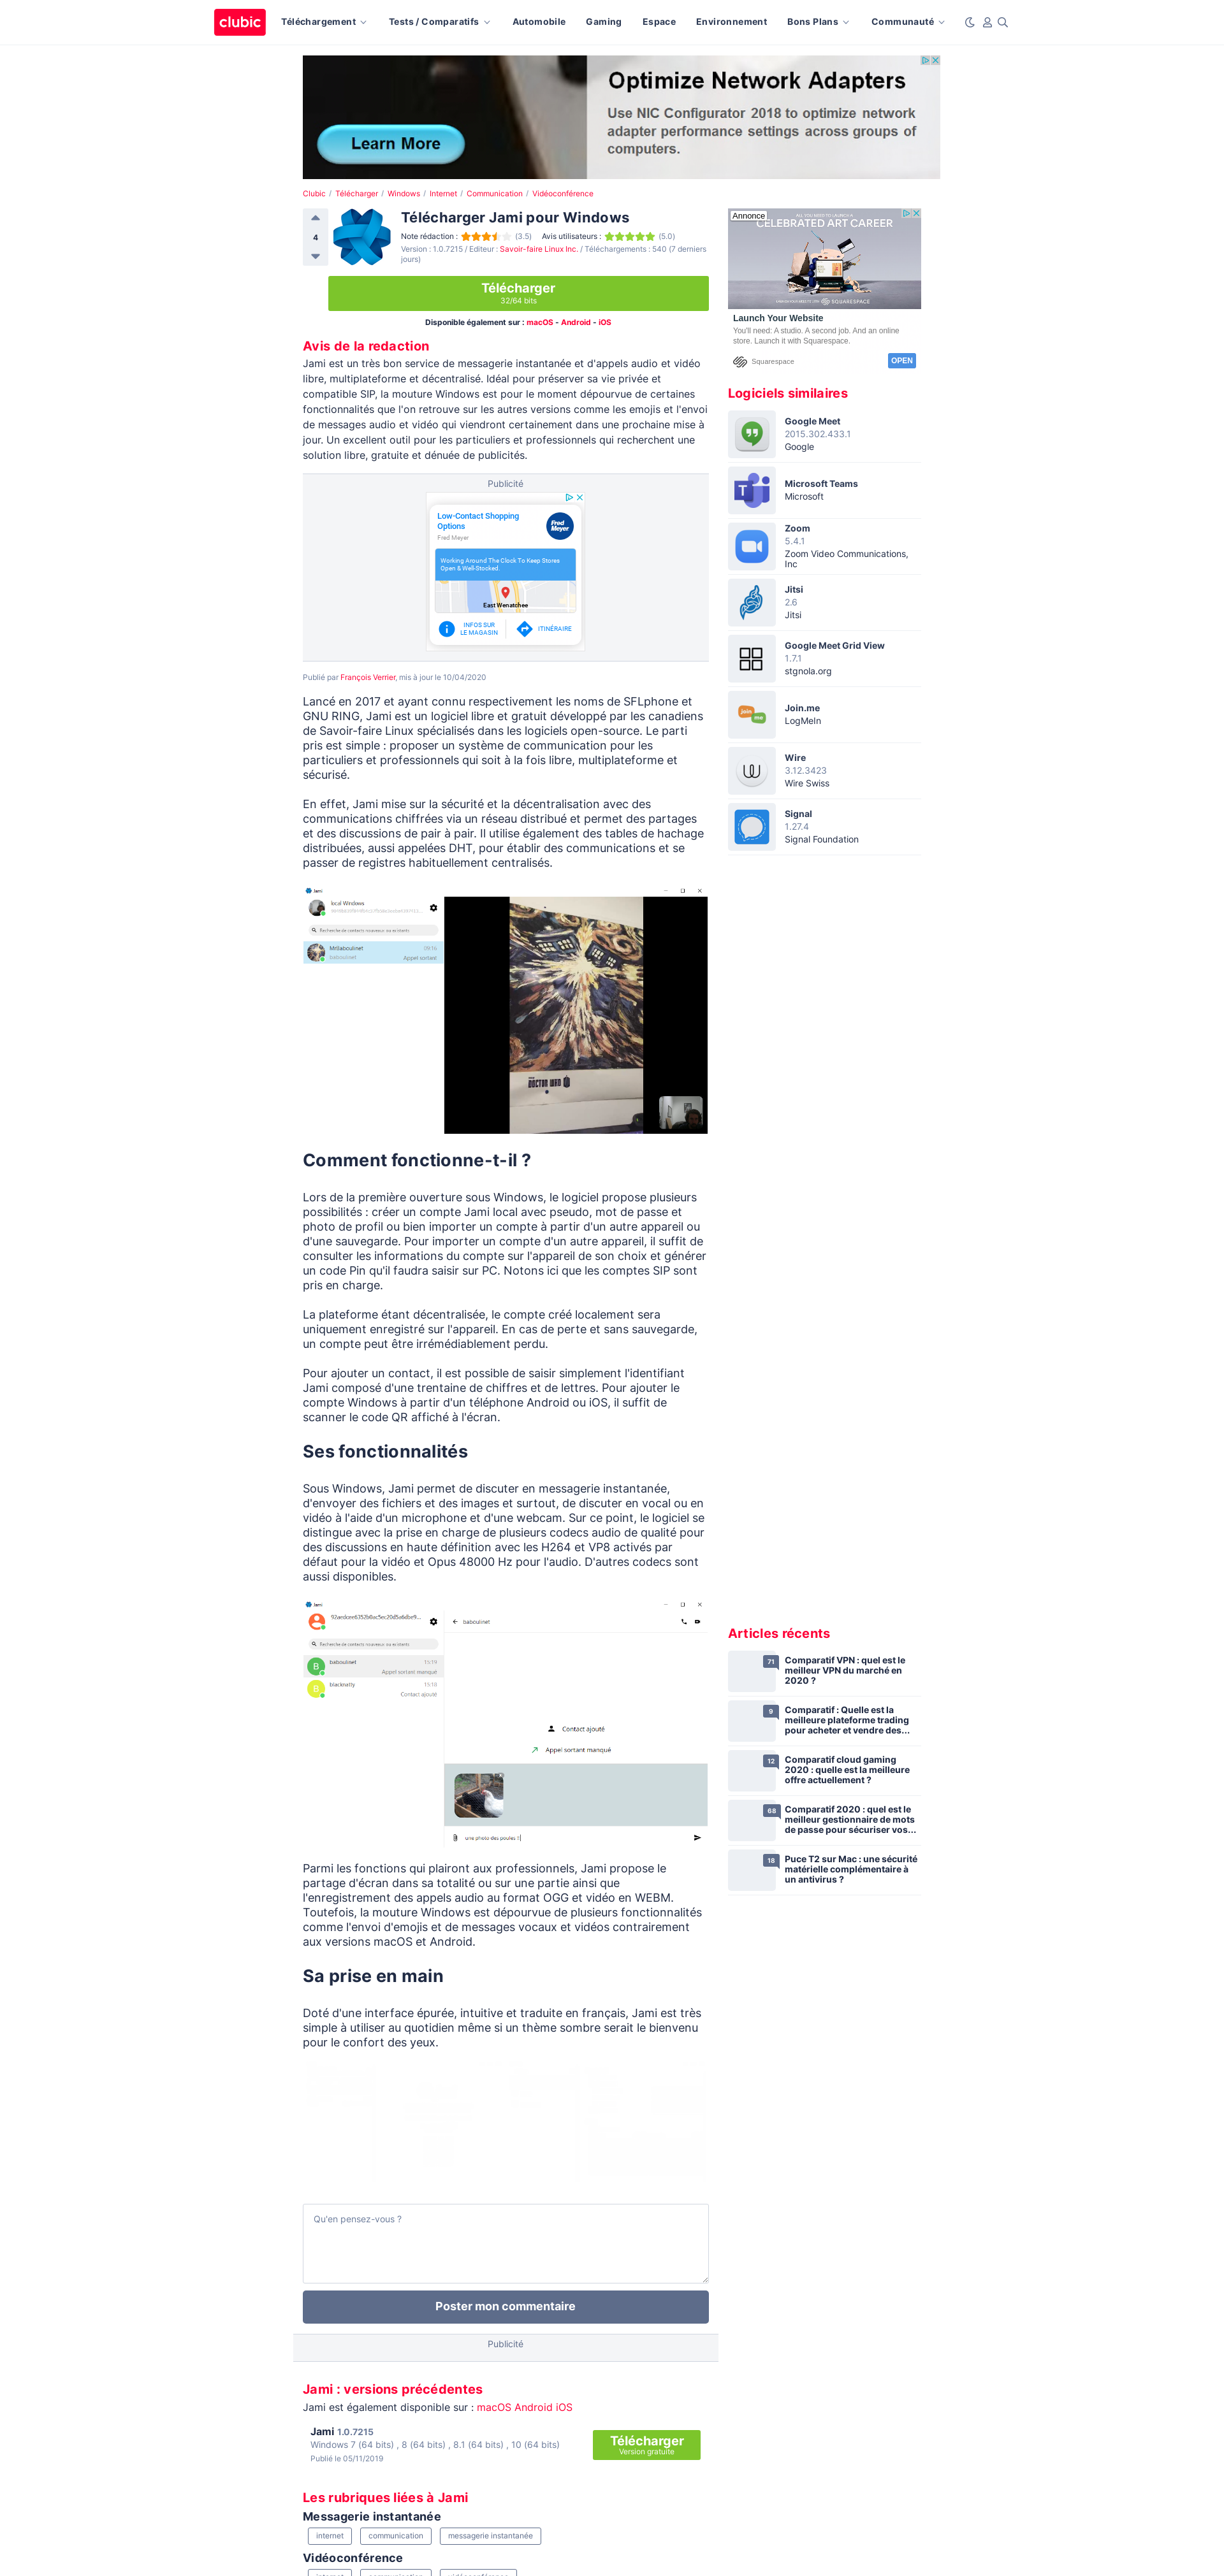 clubic
Téléchargement
Tests / Comparatifs
Automobile
Gaming
Espace
Environnement
Bons Plans
Communauté
Optimize Network Adapters
Use NIC Configurator 2018 to optimize network
adapter performance settings across groups of
computers.
Learn More
Clubic / Télécharger / Windows / Internet / Communication / Vidéoconférence
4
Télécharger Jami pour Windows
Note rédaction : (3.5) Avis utilisateurs : (5.0)
Version : 1.0.7215 / Editeur : Savoir-faire Linux Inc. / Téléchargements : 540 (7 derniers
jours)
Télécharger
32/64 bits
Disponible également sur : macOS - Android - iOS
Avis de la redaction
Jami est un très bon service de messagerie instantanée et d'appels audio et vidéo
libre, multiplateforme et décentralisé. Idéal pour préserver sa vie privée et
compatible SIP, la mouture Windows est pour le moment dépourvue de certaines
fonctionnalités que l'on retrouve sur les autres versions comme les emojis et l'envoi
de messages audio et vidéo qui viendront certainement dans une prochaine mise à
jour. Un excellent outil pour les particuliers et professionnels qui recherchent une
solution libre, gratuite et dénuée de publicités.
Publicité
Low-Contact Shopping
Options
Fred Meyer
Fred
Meyer
Working Around The Clock To Keep Stores
Open & Well-Stocked.
East Wenatchee
INFOS SUR
LE MAGASIN
ITINÉRAIRE
Publié par François Verrier, mis à jour le 10/04/2020
Lancé en 2017 et ayant connu respectivement les noms de SFLphone et
GNU RING, Jami est un logiciel libre et gratuit développé par les canadiens
de Savoir-faire Linux spécialisés dans les logiciels open-source. Le parti
pris est simple : proposer un système de communication pour les
particuliers et professionnels qui soit à la fois libre, multiplateforme et
sécurisé.
En effet, Jami mise sur la sécurité et la décentralisation avec des
communications chiffrées via un réseau distribué et permet des partages
et des discussions de pair à pair. Il utilise également des tables de hachage
distribuées, aussi appelées DHT, pour établir des communications et se
passer de registres habituellement centralisés.
Jami
local Windows
Recherche de contacts nouveaux ou existants
MrBaboulinet 09:16
baboulinet Appel sortant
DOCTOR WHO
Comment fonctionne-t-il ?
Lors de la première ouverture sous Windows, le logiciel propose plusieurs
possibilités : créer un compte Jami local avec pseudo, mot de passe et
photo de profil ou bien importer un compte à partir d'un autre appareil ou
d'une sauvegarde. Pour importer un compte d'un autre appareil, il suffit de
consulter les informations du compte sur l'appareil de son choix et générer
un code Pin qu'il faudra saisir sur PC. Notons ici que les comptes SIP sont
pris en charge.
La plateforme étant décentralisée, le compte créé localement sera
uniquement enregistré sur l'appareil. En cas de perte et sans sauvegarde,
un compte peut être irrémédiablement perdu.
Pour ajouter un contact, il est possible de saisir simplement l'identifiant
Jami composé d'une trentaine de chiffres et de lettres. Pour ajouter le
compte Windows à partir d'un téléphone Android ou iOS, il suffit de
scanner le code QR affiché à l'écran.
Ses fonctionnalités
Sous Windows, Jami permet de discuter en messagerie instantanée,
d'envoyer des fichiers et des images et surtout, de discuter en vocal ou en
vidéo à l'aide d'un microphone et d'une webcam. Sur ce point, le logiciel se
distingue avec la prise en charge de plusieurs codecs audio de qualité pour
des discussions en haute définition avec les H264 et VP8 activés par
défaut pour la vidéo et Opus 48000 Hz pour l'audio. D'autres codecs sont
aussi disponibles.
Jami
baboulinet
Recherche de contacts nouveaux ou existants
B baboulinet 15:19
Appel sortant manqué
B blacknatty 15:18
Contact ajouté
Contact ajouté
Appel sortant manqué
une photo des poules !!
Parmi les fonctions qui plairont aux professionnels, Jami propose le
partage d'écran dans sa totalité ou sur une partie ainsi que
l'enregistrement des appels audio au format OGG et vidéo en WEBM.
Toutefois, la mouture Windows est dépourvue de plusieurs fonctionnalités
comme l'envoi d'emojis et de messages vocaux et vidéos contrairement
aux versions macOS et Android.
Sa prise en main
Doté d'une interface épurée, intuitive et traduite en français, Jami est très
simple à utiliser au quotidien même si un thème sombre serait le bienvenu
pour le confort des yeux.
Qu'en pensez-vous ?
Poster mon commentaire
Publicité
Jami : versions précédentes
Jami est également disponible sur : macOS Android iOS
Jami 1.0.7215
Windows 7 (64 bits) , 8 (64 bits) , 8.1 (64 bits) , 10 (64 bits)
Publié le 05/11/2019
Télécharger
Version gratuite
Les rubriques liées à Jami
Messagerie instantanée
internet communication messagerie instantanée
Vidéoconférence
Annonce
ALL YOU NEED TO LAUNCH A
CELEBRATED ART CAREER
SQUARESPACE
Launch Your Website
You'll need: A studio. A second job. And an online
store. Launch it with Squarespace.
Squarespace
OPEN
Logiciels similaires
Google Meet
2015.302.433.1
Google
Microsoft Teams
Microsoft
Zoom
5.4.1
Zoom Video Communications,
Inc
Jitsi
2.6
Jitsi
Google Meet Grid View
1.7.1
stgnola.org
join
me
Join.me
LogMeIn
Wire
3.12.3423
Wire Swiss
Signal
1.27.4
Signal Foundation
Articles récents
71
Comparatif VPN : quel est le
meilleur VPN du marché en
2020 ?
9
Comparatif : Quelle est la
meilleure plateforme trading
pour acheter et vendre des...
12
Comparatif cloud gaming
2020 : quelle est la meilleure
offre actuellement ?
68
Comparatif 2020 : quel est le
meilleur gestionnaire de mots
de passe pour sécuriser vos...
18
Puce T2 sur Mac : une sécurité
matérielle complémentaire à
un antivirus ?